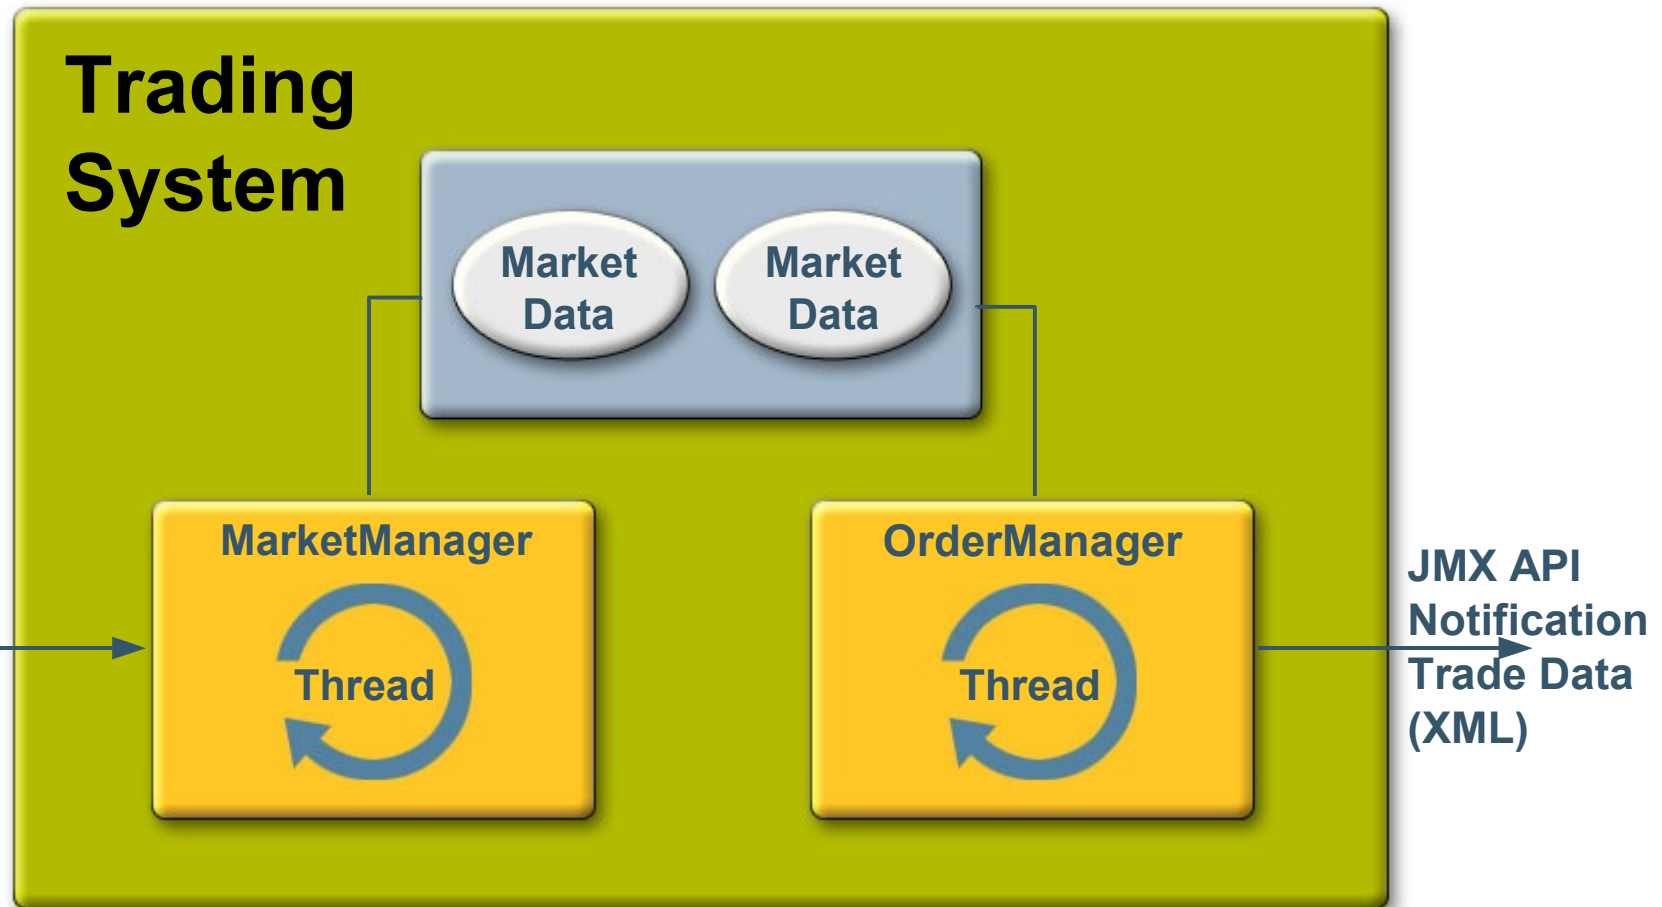 Trading
System
Market
Data
Market
Data
MarketManager
Thread
OrderManager
Thread
JMX API
Notification
Trade Data
(XML)